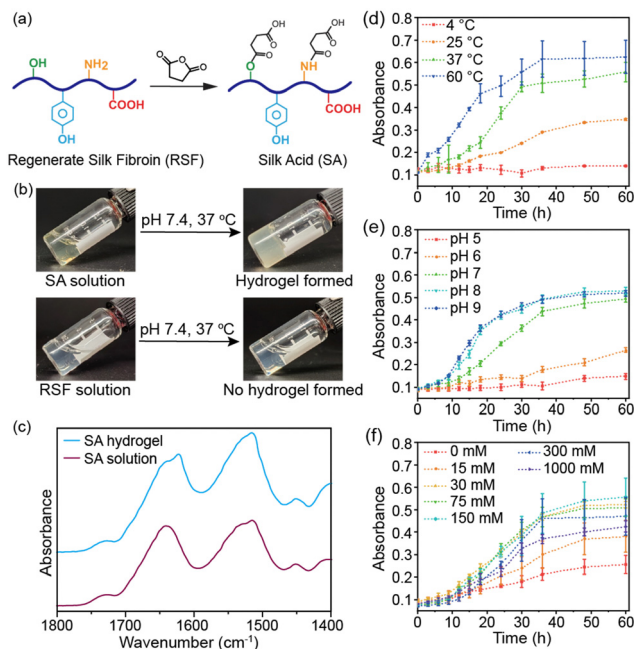 (a)
OH
NH2
COOH
OH
O
O
O
Regenerate Silk Fibroin (RSF)
OH
O
O
O
O
OH
O
O
NH
COOH
OH
Silk Acid (SA)
(b)
pH 7.4, 37 °C
SA solution
Hydrogel formed
pH 7.4, 37 °C
RSF solution
No hydrogel formed
(c)
SA hydrogel
SA solution
Absorbance
1800 1700 1600 1500 1400
Wavenumber (cm-1)
(d)
4 °C
25 °C
37 °C
60 °C
Absorbance
0.8
0.7
0.6
0.5
0.4
0.3
0.2
0.1
0 10 20 30 40 50 60
Time (h)
(e)
pH 5
pH 6
pH 7
pH 8
pH 9
Absorbance
0.8
0.7
0.6
0.5
0.4
0.3
0.2
0.1
0 10 20 30 40 50 60
Time (h)
(f)
0 mM
15 mM
30 mM
75 mM
150 mM
300 mM
1000 mM
Absorbance
0.8
0.7
0.6
0.5
0.4
0.3
0.2
0.1
0 10 20 30 40 50 60
Time (h)